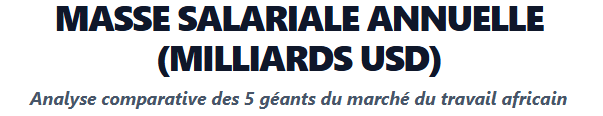 MASSE SALARIALE ANNUELLE
(MILLIARDS USD)
Analyse comparative des 5 géants du marché du travail africain